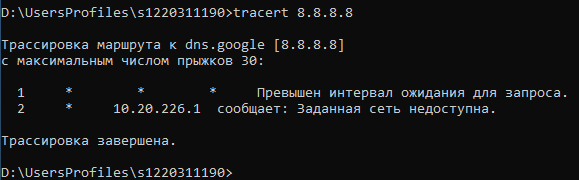 D:\UsersProfiles\s1220311190>tracert 8.8.8.8
Трассировка маршрута к dns.google [8.8.8.8]
с максимальным числом прыжков 30:
1 * * * Превышен интервал ожидания для запроса.
2 * 10.20.226.1 сообщает: Заданная сеть недоступна.
Трассировка завершена.
D:\UsersProfiles\s1220311190>